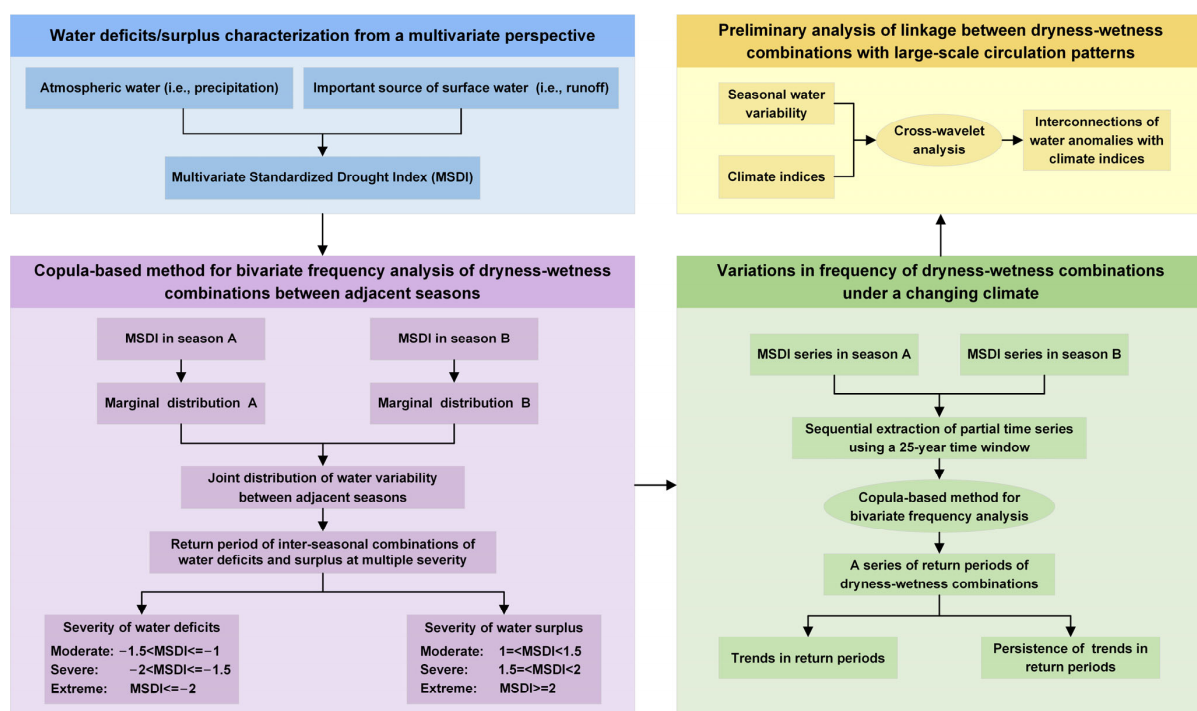 Water deficits/surplus characterization from a multivariate perspective
Atmospheric water (i.e., precipitation)
Important source of surface water (i.e., runoff)
Multivariate Standardized Drought Index (MSDI)
Copula-based method for bivariate frequency analysis of dryness-wetness
combinations between adjacent seasons
MSDI in season A
MSDI in season B
Marginal distribution A
Marginal distribution B
Joint distribution of water variability
between adjacent seasons
Return period of inter-seasonal combinations of
water deficits and surplus at multiple severity
Severity of water deficits
Moderate: −1.5<MSDI<=−1
Severe: −2<MSDI<=−1.5
Extreme: MSDI<=−2
Severity of water surplus
Moderate: 1=<MSDI<1.5
Severe: 1.5=<MSDI<2
Extreme: MSDI>=2
Variations in frequency of dryness-wetness combinations
under a changing climate
MSDI series in season A
MSDI series in season B
Sequential extraction of partial time series
using a 25-year time window
Copula-based method for
bivariate frequency analysis
A series of return periods of
dryness-wetness combinations
Trends in return periods
Persistence of trends in
return periods
Preliminary analysis of linkage between dryness-wetness
combinations with large-scale circulation patterns
Seasonal water
variability
Climate indices
Cross-wavelet
analysis
Interconnections of
water anomalies with
climate indices